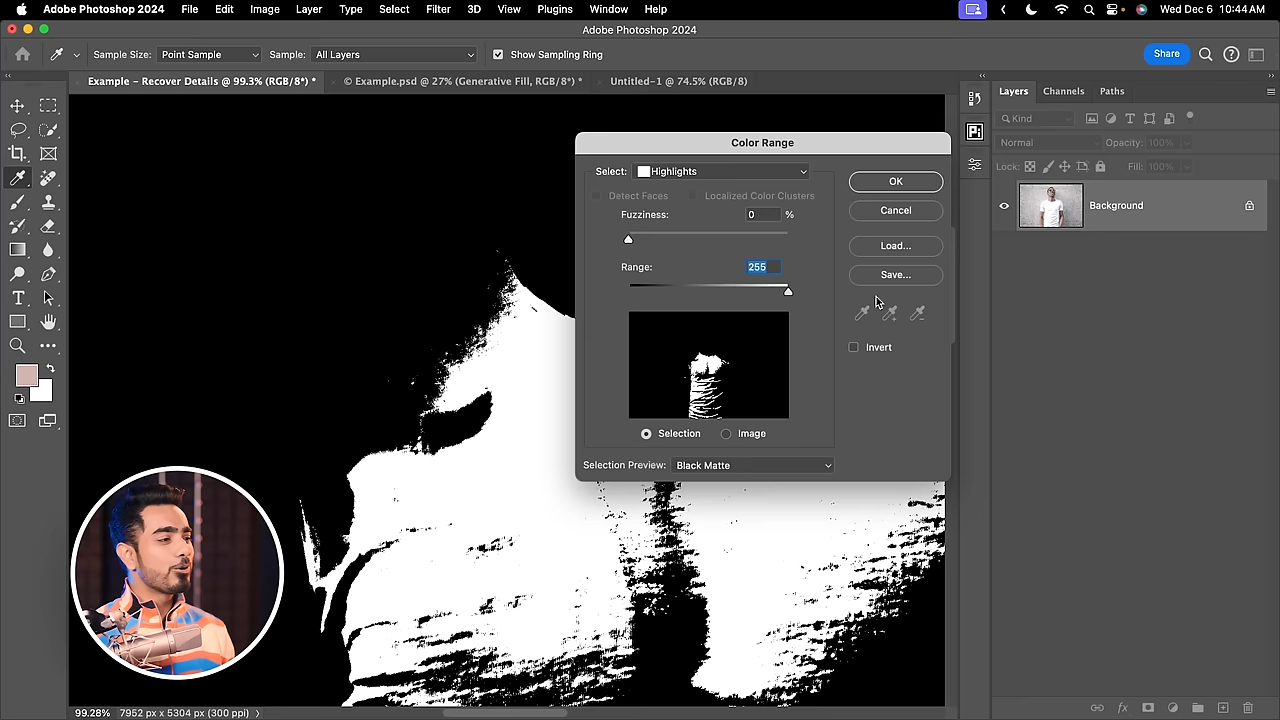 Adobe Photoshop 2024 File Edit Image Layer Type Select Filter 3D View Plugins Window Help Wed Dec 6 10:44 AM
Adobe Photoshop 2024
Sample Size: Point Sample Sample: All Layers Show Sampling Ring Share
Example – Recover Details @ 99.3% (RGB/8*) * © Example.psd @ 27% (Generative Fill, RGB/8*) * Untitled-1 @ 74.5% (RGB/8)
Layers Channels Paths
Kind
Normal Opacity: 100%
Lock: Fill: 100%
Background
Color Range
Select: Highlights
OK
Detect Faces Localized Color Clusters
Fuzziness: 0 %
Cancel
Load...
Range: 255
Save...
Invert
Selection Image
Selection Preview: Black Matte
99.28% 7952 px x 5304 px (300 ppi)